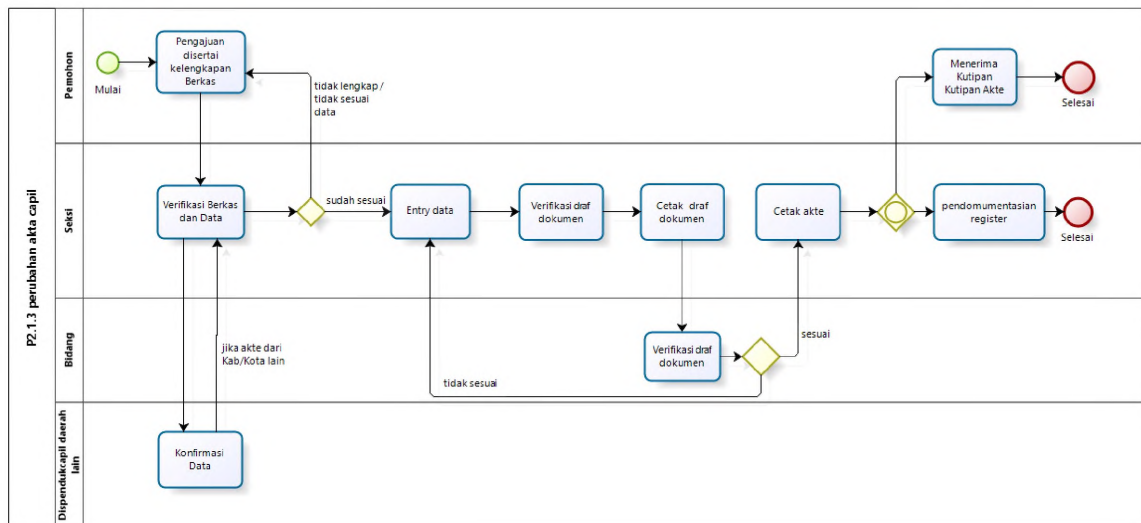 P2.1.3 perubahan akta capil
Pemohon
Mulai
Pengajuan
disertai
kelengkapan
Berkas
tidak lengkap /
tidak sesuai
data
Menerima
Kutipan
Kutipan Akte
Selesai
Seksi
Verifikasi Berkas
dan Data
sudah sesuai
Entry data
Verifikasi draf
dokumen
Cetak draf
dokumen
Cetak akte
pendomumentasian
register
Selesai
Bidang
jika akte dari
Kab/Kota lain
Verifikasi draf
dokumen
sesuai
tidak sesuai
Dispendukcapil daerah
lain
Konfirmasi
Data